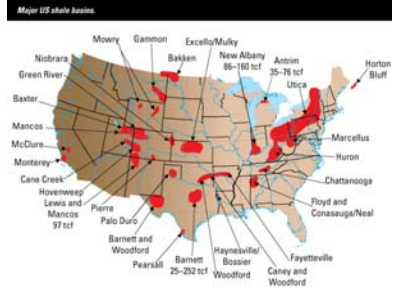 Major US shale basins.
Mowry
Gammon
Bakken
Excello/Mulky
New Albany
86–160 tcf
Antrim
35–76 tcf
Utica
Horton
Bluff
Niobrara
Green River
Baxter
Mancos
McClure
Monterey
Cane Creek
Hovenweep
Lewis and
Mancos
97 tcf
Pierre
Palo Duro
Barnett and
Woodford
Pearsall
Barnett
25–252 tcf
Woodford
Haynesville/
Bossier
Caney and
Woodford
Fayetteville
Floyd and
Conasauga/Neal
Chattanooga
Huron
Marcellus